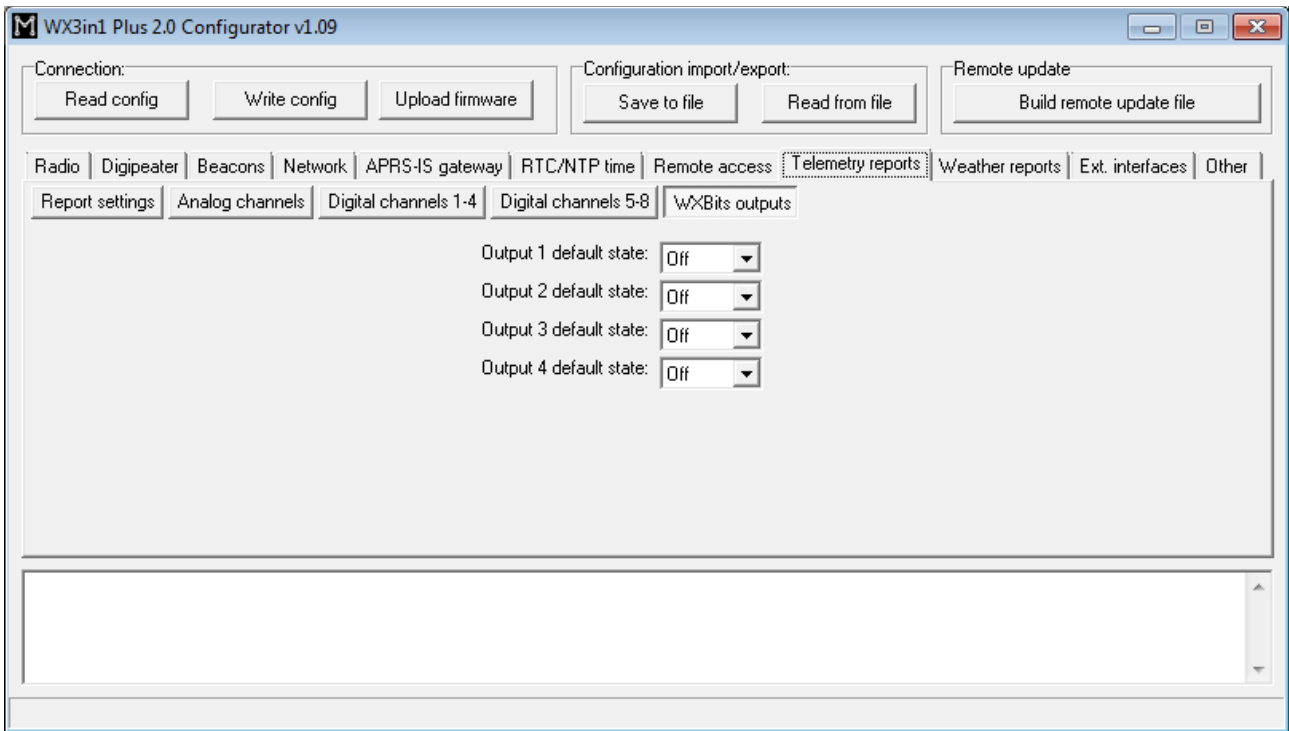 WX3in1 Plus 2.0 Configurator v1.09
Connection: Configuration import/export: Remote update
Read config Write config Upload firmware Save to file Read from file Build remote update file
Radio Digipeater Beacons Network APRS-IS gateway RTC/NTP time Remote access Telemetry reports Weather reports Ext. interfaces Other
Report settings Analog channels Digital channels 1-4 Digital channels 5-8 WXBits outputs
Output 1 default state: Off
Output 2 default state: Off
Output 3 default state: Off
Output 4 default state: Off